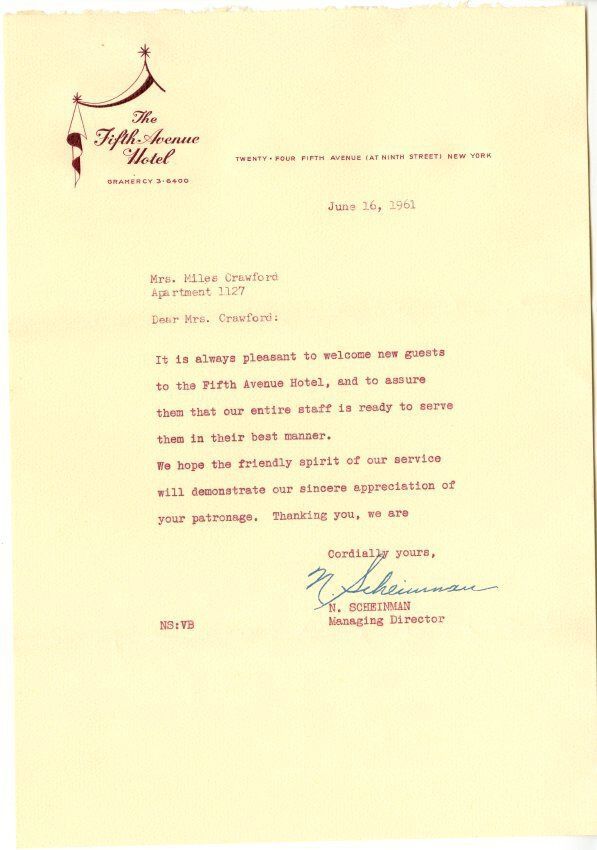 The
Fifth Avenue
Hotel
GRAMERCY 3-6400
TWENTY-FOUR FIFTH AVENUE (AT NINTH STREET) NEW YORK
June 16, 1961
Mrs. Miles Crawford
Apartment 1127
Dear Mrs. Crawford:
It is always pleasant to welcome new guests
to the Fifth Avenue Hotel, and to assure
them that our entire staff is ready to serve
them in their best manner.
We hope the friendly spirit of our service
will demonstrate our sincere appreciation of
your patronage. Thanking you, we are
Cordially yours,
N. Scheinman
N. SCHEINMAN
Managing Director
NS:VB